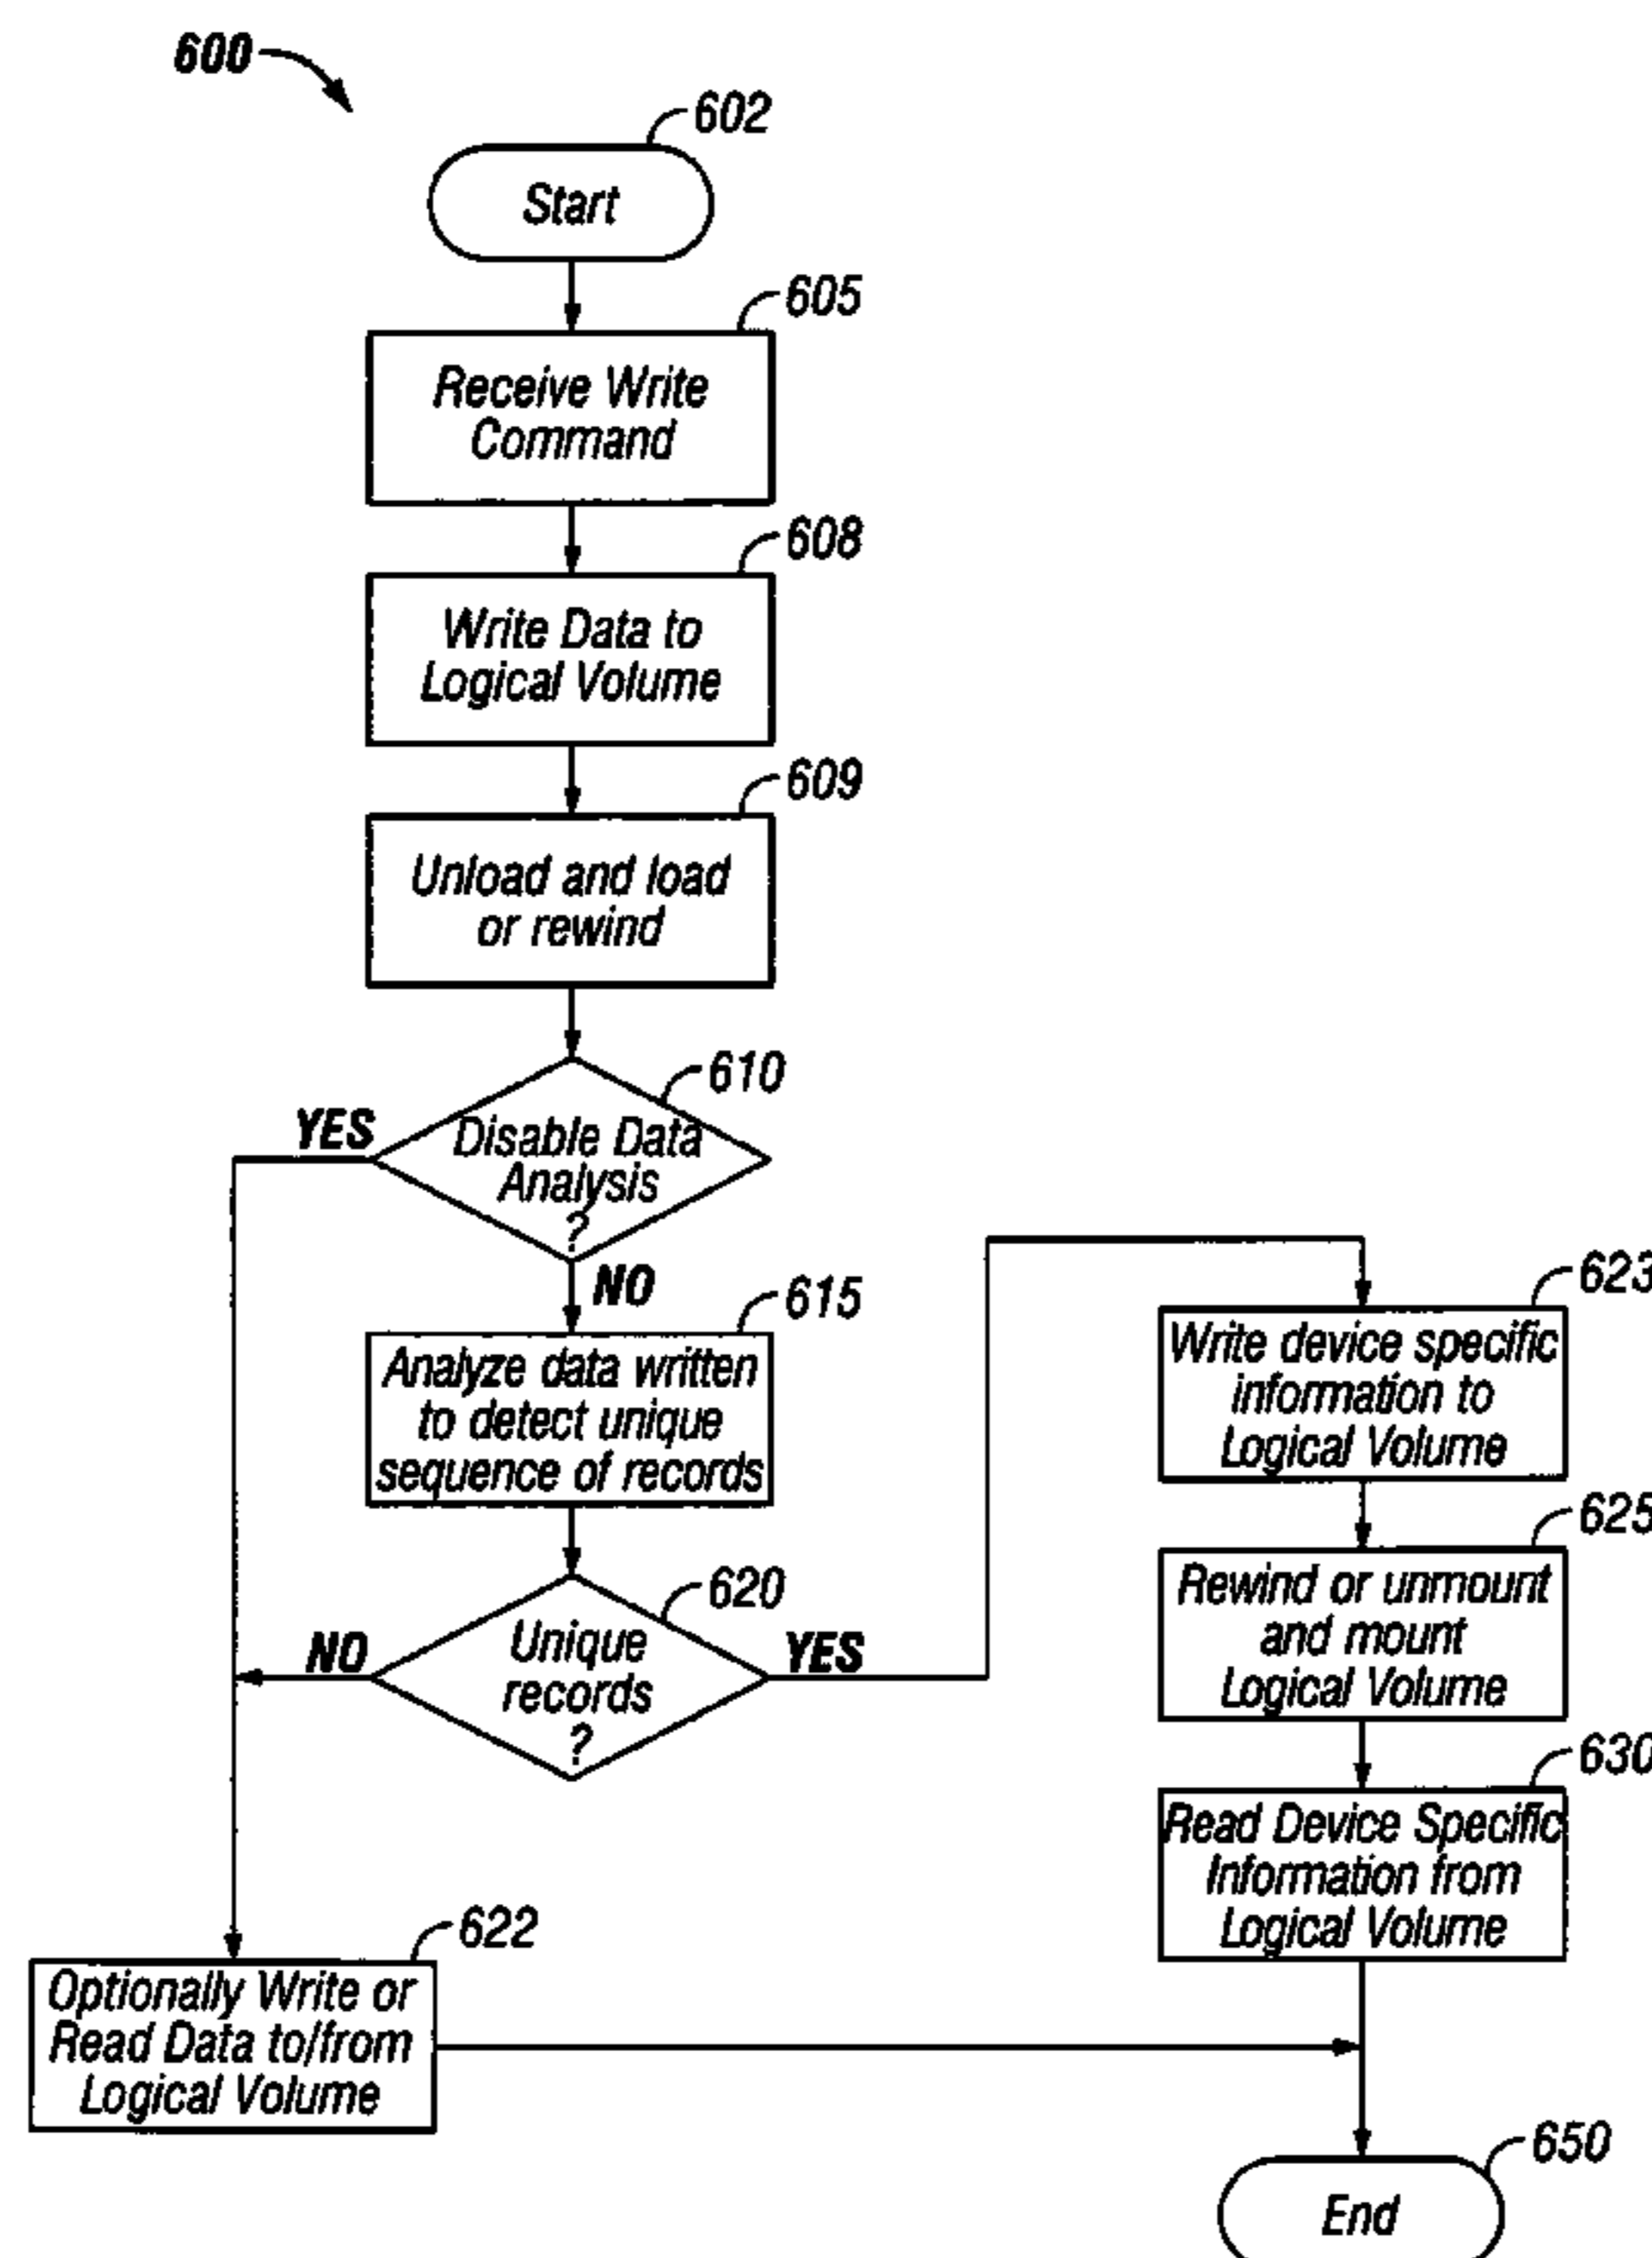 600
602
Start
605
Receive Write
Command
608
Write Data to
Logical Volume
609
Unload and load
or rewind
610
YES
Disable Data
Analysis
?
NO
615
Analyze data written
to detect unique
sequence of records
620
NO
Unique
records
?
YES
623
Write device specific
information to
Logical Volume
625
Rewind or unmount
and mount
Logical Volume
630
Read Device Specific
Information from
Logical Volume
622
Optionally Write or
Read Data to/from
Logical Volume
650
End